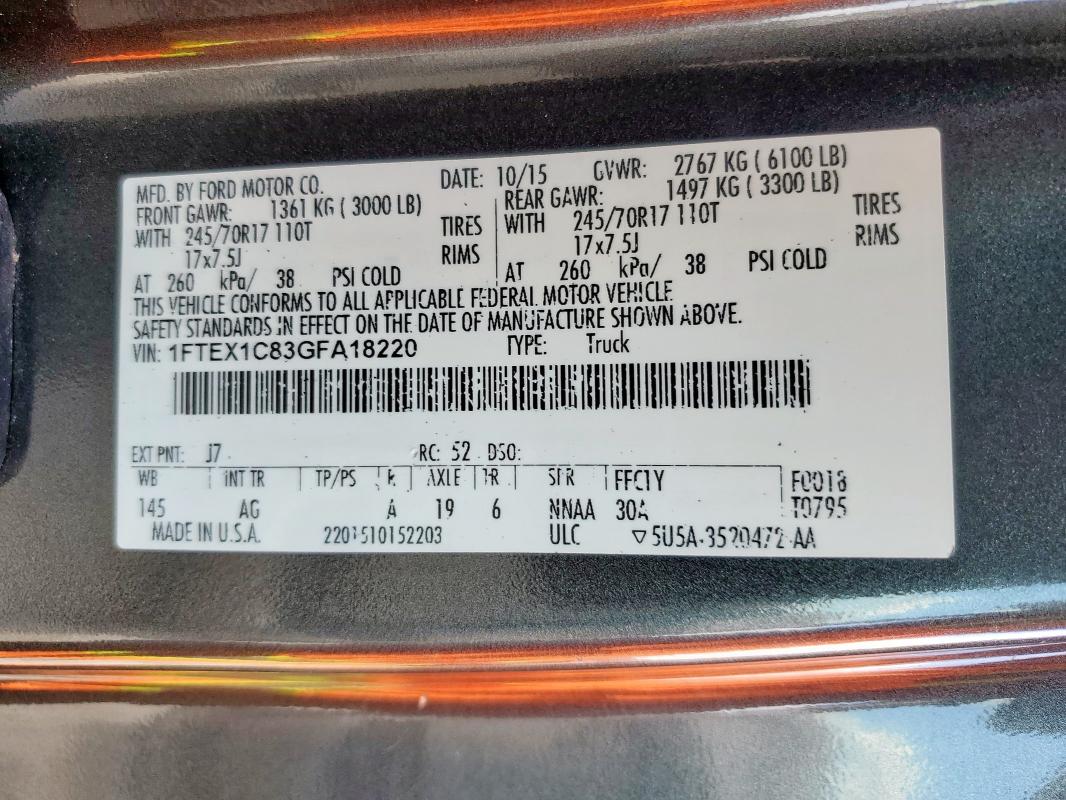 MFD. BY FORD MOTOR CO. DATE: 10/15 GVWR: 2767 KG ( 6100 LB)
FRONT GAWR: 1361 KG ( 3000 LB) REAR GAWR: 1497 KG ( 3300 LB)
WITH 245/70R17 110T TIRES WITH 245/70R17 110T TIRES
17x7.5J RIMS 17x7.5J RIMS
AT 260 kPa/ 38 PSI COLD AT 260 kPa/ 38 PSI COLD
THIS VEHICLE CONFORMS TO ALL APPLICABLE FEDERAL MOTOR VEHICLE
SAFETY STANDARDS IN EFFECT ON THE DATE OF MANUFACTURE SHOWN ABOVE.
VIN: 1FTEX1C83GFA18220 TYPE: Truck
EXT PNT: J7 RC: 52 DSO:
WB INT TR TP/PS R AXLE TR SPR FFC1Y F0018
145 AG A 19 6 NNAA 30A T0795
MADE IN U.S.A. 2201510152203 ULC ▽5U5A-3520472-AA